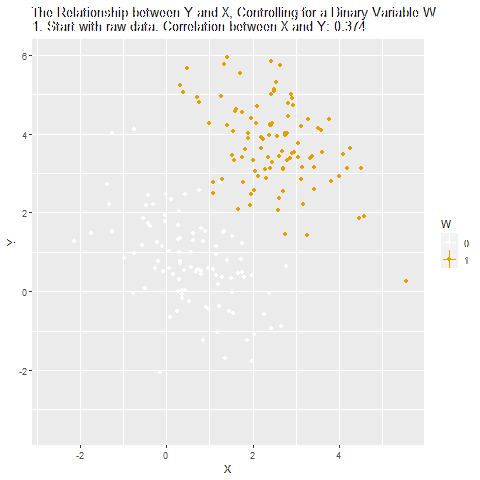 The Relationship between Y and X, Controlling for a Binary Variable W
1. Start with raw data. Correlation between X and Y: 0.374
6
4
2
0
-2
Y
-2
0
2
4
X
W
0
1